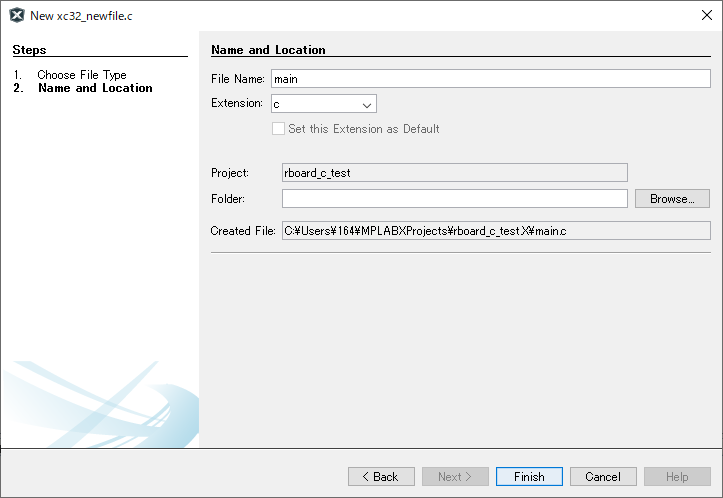 New xc32_newfile.c
Steps
1. Choose File Type
2. Name and Location
Name and Location
File Name: main
Extension: c
Set this Extension as Default
Project: rboard_c_test
Folder: Browse...
Created File: C:¥Users¥164¥MPLABXProjects¥rboard_c_test.X¥main.c
< Back Next > Finish Cancel Help